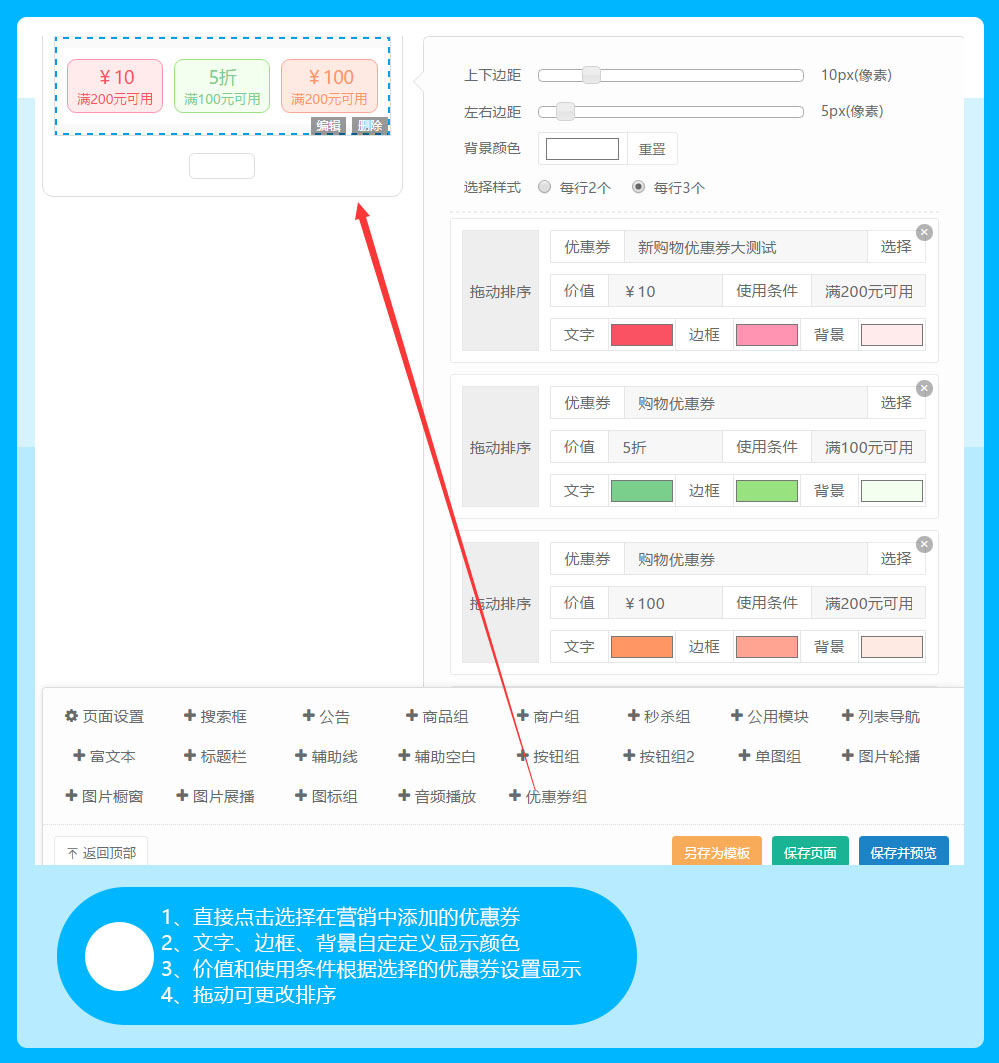 ￥10 5折 ￥100
满200元可用 满100元可用 满200元可用
编辑 删除
上下边距 10px(像素)
左右边距 5px(像素)
背景颜色 重置
选择样式 每行2个 每行3个
优惠券 新购物优惠券大测试 选择
拖动排序 价值 ￥10 使用条件 满200元可用
文字 边框 背景
优惠券 购物优惠券 选择
拖动排序 价值 5折 使用条件 满100元可用
文字 边框 背景
优惠券 购物优惠券 选择
拖动排序 价值 ￥100 使用条件 满200元可用
文字 边框 背景
页面设置 搜索框 公告 商品组 商户组 秒杀组 公用模块 列表导航
富文本 标题栏 辅助线 辅助空白 按钮组 按钮组2 单图组 图片轮播
图片橱窗 图片展播 图标组 音频播放 优惠券组
返回顶部 另存为模板 保存页面 保存并预览
1、直接点击选择在营销中添加的优惠券
2、文字、边框、背景自定定义显示颜色
3、价值和使用条件根据选择的优惠券设置显示
4、拖动可更改排序